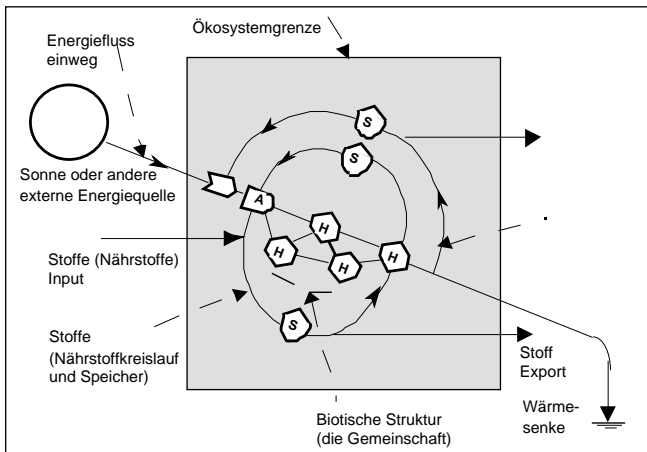 Energiefluss
einweg
Ökosystemgrenze
Sonne oder andere
externe Energiequelle
S
S
A
H
H
H
H
S
Stoffe (Nährstoffe)
Input
Stoffe
(Nährstoffkreislauf
und Speicher)
Biotische Struktur
(die Gemeinschaft)
Stoff
Export
Wärme-
senke